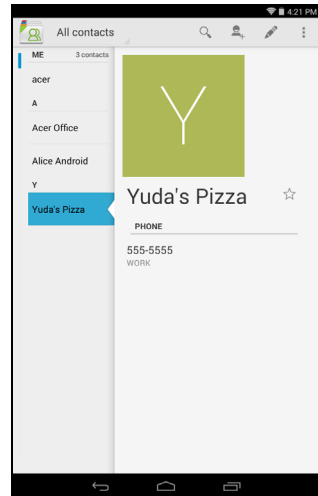 4:21 PM
All contacts
ME 3 contacts
acer
A
Acer Office
Alice Android
Y
Yuda's Pizza
Y
Yuda's Pizza
PHONE
555-5555
WORK